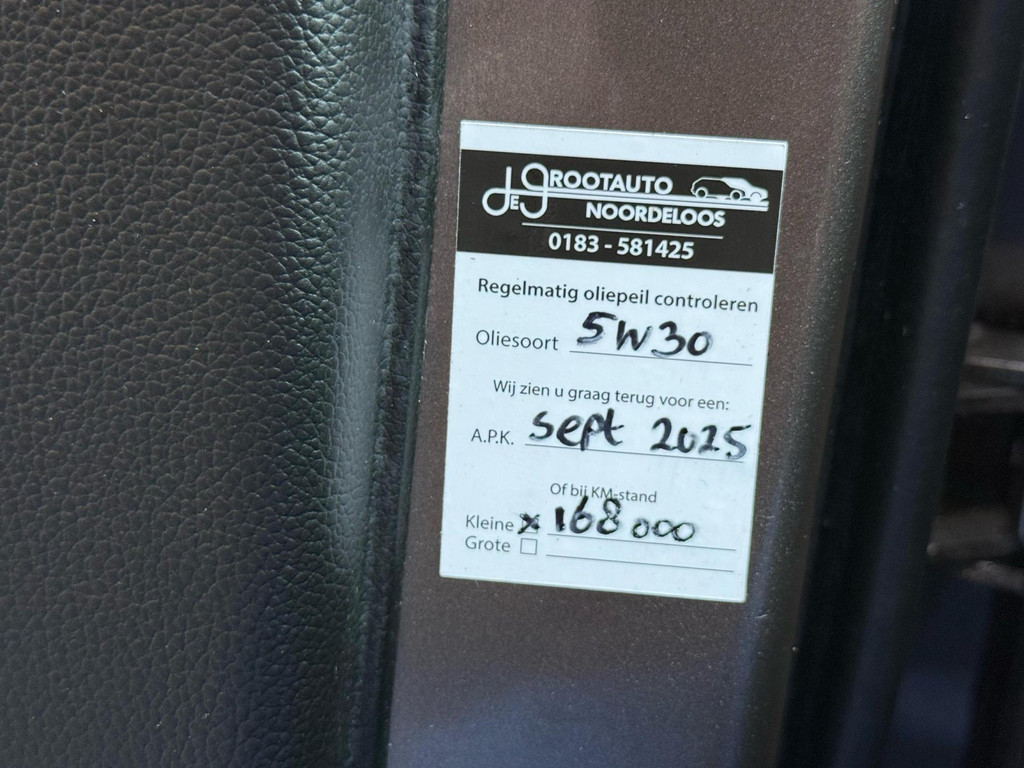 de GROOTAUTO
NOORDELOOS
0183 - 581425
Regelmatig oliepeil controleren
Oliesoort 5W30
Wij zien u graag terug voor een:
A.P.K. sept 2025
Of bij KM-stand
Kleine x 168000
Grote